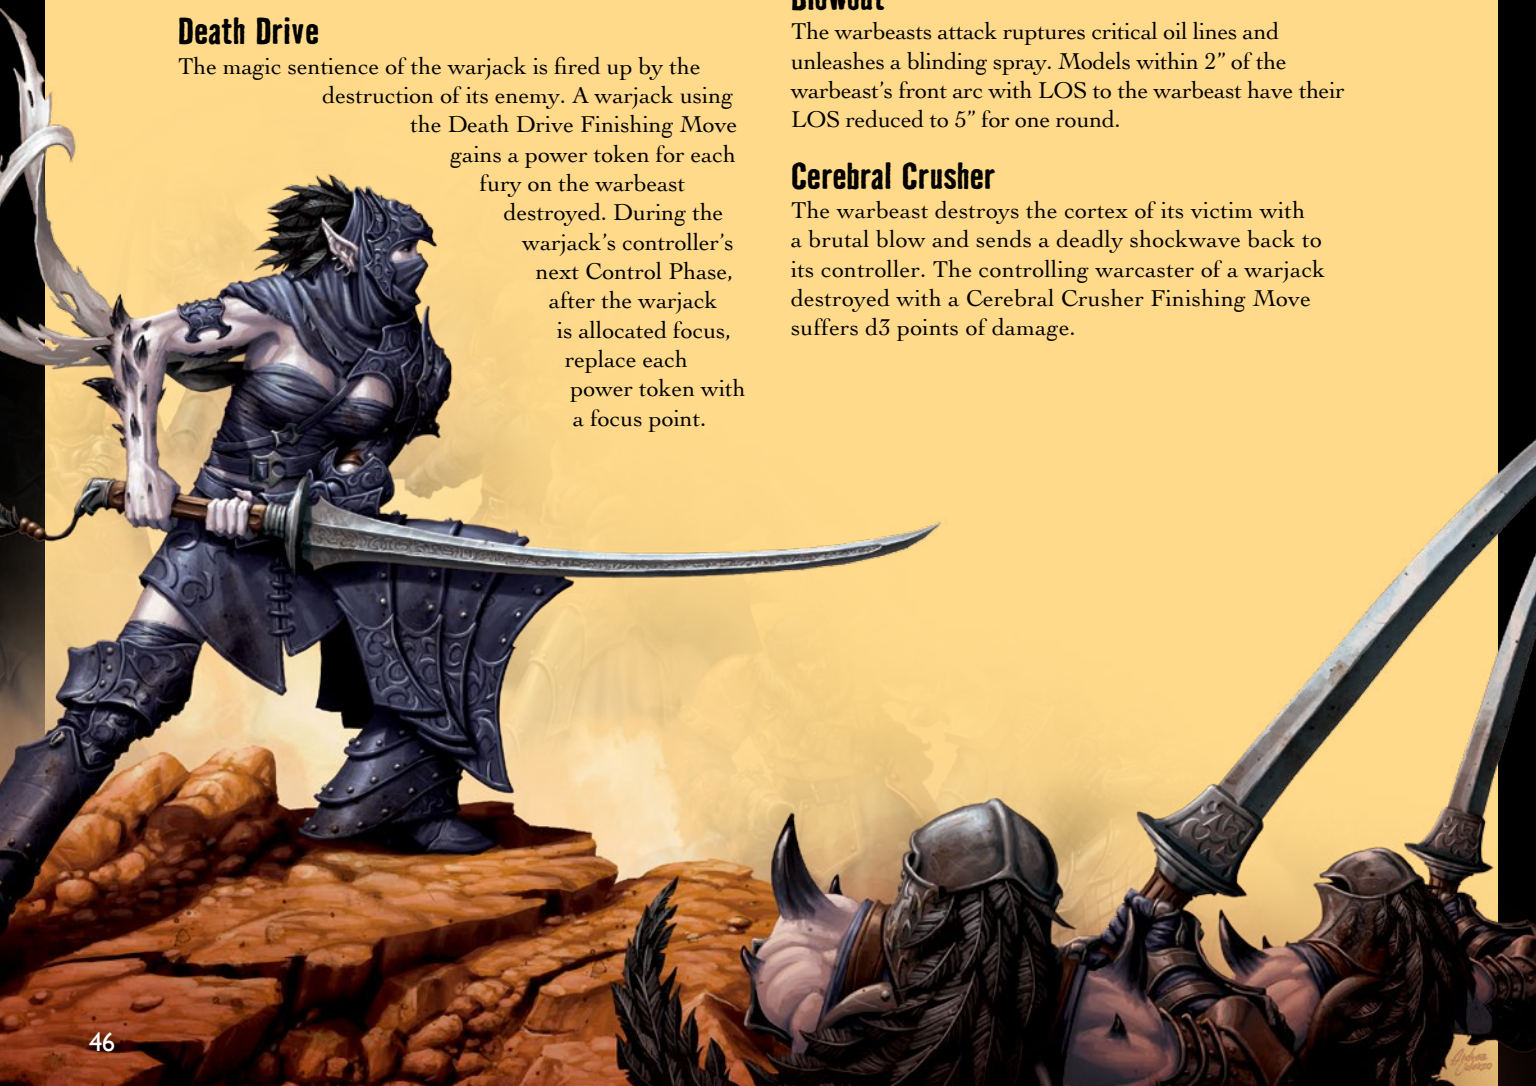 Death Drive
The magic sentience of the warjack is fired up by the
destruction of its enemy. A warjack using
the Death Drive Finishing Move
gains a power token for each
fury on the warbeast
destroyed. During the
warjack’s controller’s
next Control Phase,
after the warjack
is allocated focus,
replace each
power token with
a focus point.
Blowout
The warbeasts attack ruptures critical oil lines and
unleashes a blinding spray. Models within 2” of the
warbeast’s front arc with LOS to the warbeast have their
LOS reduced to 5” for one round.
Cerebral Crusher
The warbeast destroys the cortex of its victim with
a brutal blow and sends a deadly shockwave back to
its controller. The controlling warcaster of a warjack
destroyed with a Cerebral Crusher Finishing Move
suffers d3 points of damage.
46